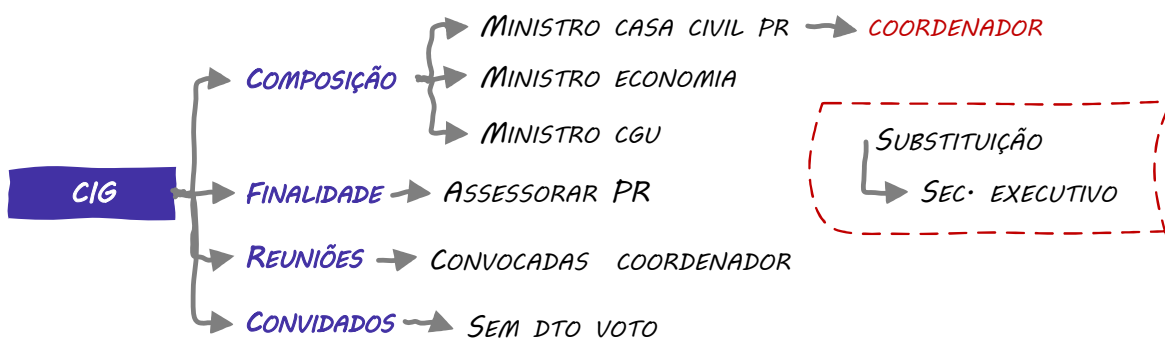 MINISTRO CASA CIVIL PR
COORDENADOR
COMPOSIÇÃO
MINISTRO ECONOMIA
MINISTRO CGU
SUBSTITUIÇÃO
SEC. EXECUTIVO
CIG
FINALIDADE
ASSESSORAR PR
REUNIÕES
CONVOCADAS COORDENADOR
CONVIDADOS
SEM DTO VOTO